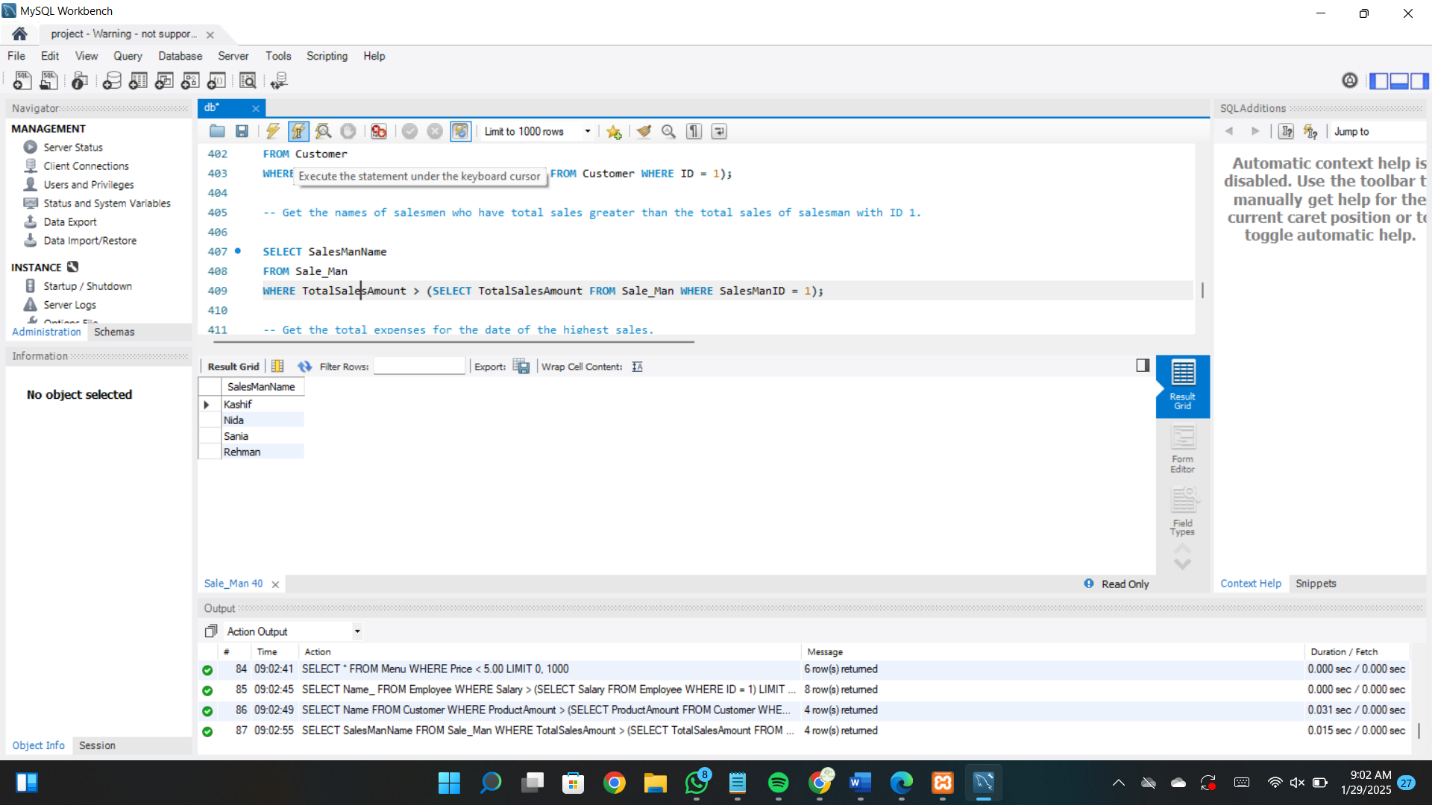 MySQL Workbench
project - Warning - not suppor...
File Edit View Query Database Server Tools Scripting Help
Navigator
MANAGEMENT
Server Status
Client Connections
Users and Privileges
Status and System Variables
Data Export
Data Import/Restore
INSTANCE
Startup / Shutdown
Server Logs
Options File
Administration Schemas
Information
No object selected
Object Info Session
db*
Limit to 1000 rows
402 FROM Customer
403 WHERE FROM Customer WHERE ID = 1);
Execute the statement under the keyboard cursor
404
405 -- Get the names of salesmen who have total sales greater than the total sales of salesman with ID 1.
406
407 SELECT SalesManName
408 FROM Sale_Man
409 WHERE TotalSalesAmount > (SELECT TotalSalesAmount FROM Sale_Man WHERE SalesManID = 1);
410
411 -- Get the total expenses for the date of the highest sales.
Result Grid Filter Rows: Export: Wrap Cell Content:
SalesManName
Kashif
Nida
Sania
Rehman
Result Grid
Form Editor
Field Types
Sale_Man 40 Read Only
SQLAdditions
Jump to
Automatic context help is
disabled. Use the toolbar t
manually get help for the
current caret position or to
toggle automatic help.
Context Help Snippets
Output
Action Output
# Time Action Message Duration / Fetch
84 09:02:41 SELECT * FROM Menu WHERE Price < 5.00 LIMIT 0, 1000 6 row(s) returned 0.000 sec / 0.000 sec
85 09:02:45 SELECT Name_ FROM Employee WHERE Salary > (SELECT Salary FROM Employee WHERE ID = 1) LIMIT ... 8 row(s) returned 0.000 sec / 0.000 sec
86 09:02:49 SELECT Name FROM Customer WHERE ProductAmount > (SELECT ProductAmount FROM Customer WHE... 4 row(s) returned 0.031 sec / 0.000 sec
87 09:02:55 SELECT SalesManName FROM Sale_Man WHERE TotalSalesAmount > (SELECT TotalSalesAmount FROM ... 4 row(s) returned 0.015 sec / 0.000 sec
8
9:02 AM
1/29/2025
27